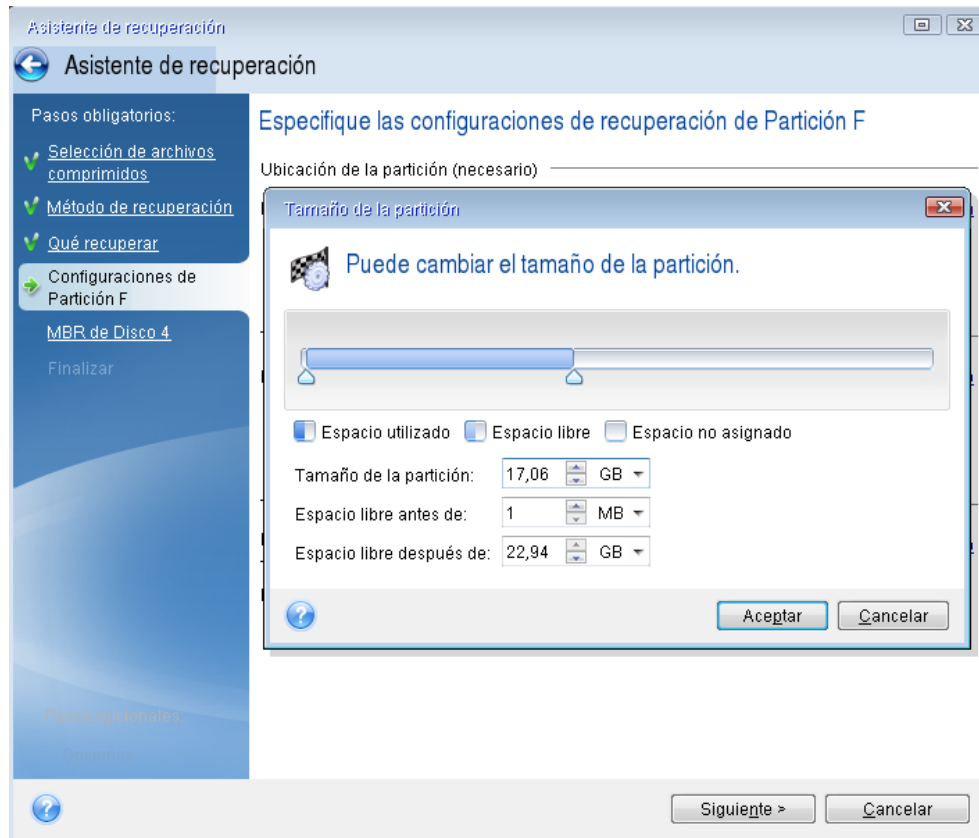 Asistente de recuperación
Asistente de recuperación
Pasos obligatorios:
Selección de archivos
comprimidos
Método de recuperación
Qué recuperar
Configuraciones de
Partición F
MBR de Disco 4
Finalizar
Pasos opcionales:
Opciones
Especifique las configuraciones de recuperación de Partición F
Ubicación de la partición (necesario)
Tamaño de la partición
Puede cambiar el tamaño de la partición.
Espacio utilizado Espacio libre Espacio no asignado
Tamaño de la partición: 17,06 GB
Espacio libre antes de: 1 MB
Espacio libre después de: 22,94 GB
Aceptar Cancelar
Siguiente > Cancelar